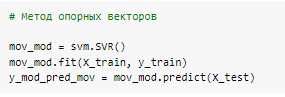 # Метод опорных векторов
mov_mod = svm.SVR()
mov_mod.fit(X_train, y_train)
y_mod_pred_mov = mov_mod.predict(X_test)